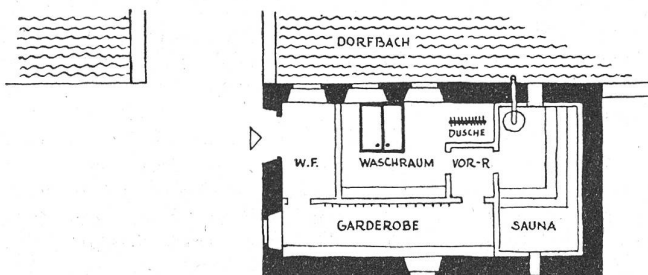 DORFBACH
DUSCHE
W.F.
WASCHRAUM
VOR-R
GARDEROBE
SAUNA